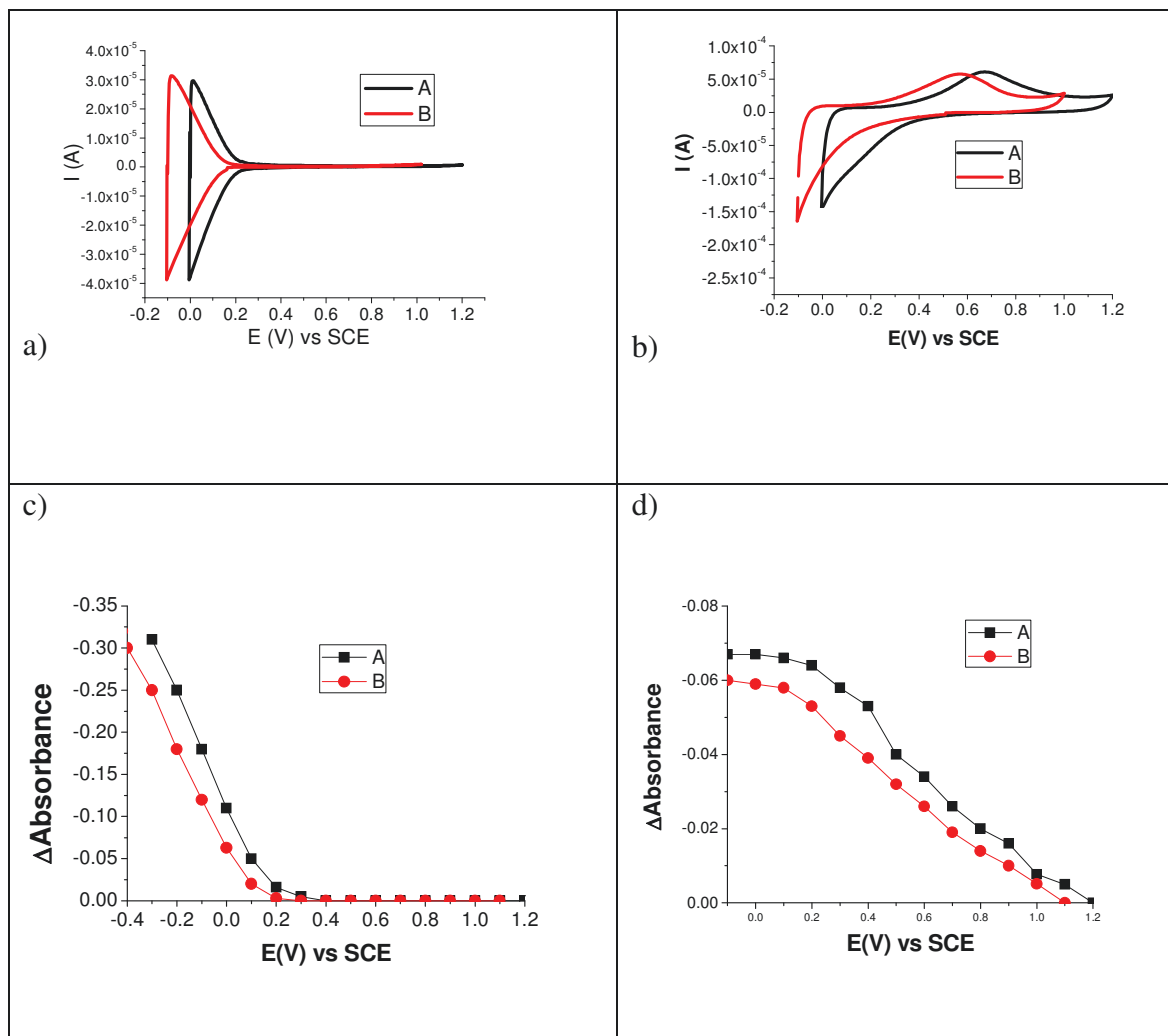 4.0x10-5
3.0x10-5
2.0x10-5
1.0x10-5
0.0
-1.0x10-5
-2.0x10-5
-3.0x10-5
-4.0x10-5
I (A)
A
B
-0.2 0.0 0.2 0.4 0.6 0.8 1.0 1.2
E (V) vs SCE
a)
1.0x10-4
5.0x10-5
0.0
-5.0x10-5
-1.0x10-4
-1.5x10-4
-2.0x10-4
-2.5x10-4
I (A)
A
B
-0.2 0.0 0.2 0.4 0.6 0.8 1.0 1.2
E(V) vs SCE
b)
c)
-0.35
-0.30
-0.25
-0.20
-0.15
-0.10
-0.05
0.00
ΔAbsorbance
A
B
-0.4 -0.2 0.0 0.2 0.4 0.6 0.8 1.0 1.2
E(V) vs SCE
d)
-0.08
-0.06
-0.04
-0.02
0.00
ΔAbsorbance
A
B
0.0 0.2 0.4 0.6 0.8 1.0 1.2
E(V) vs SCE